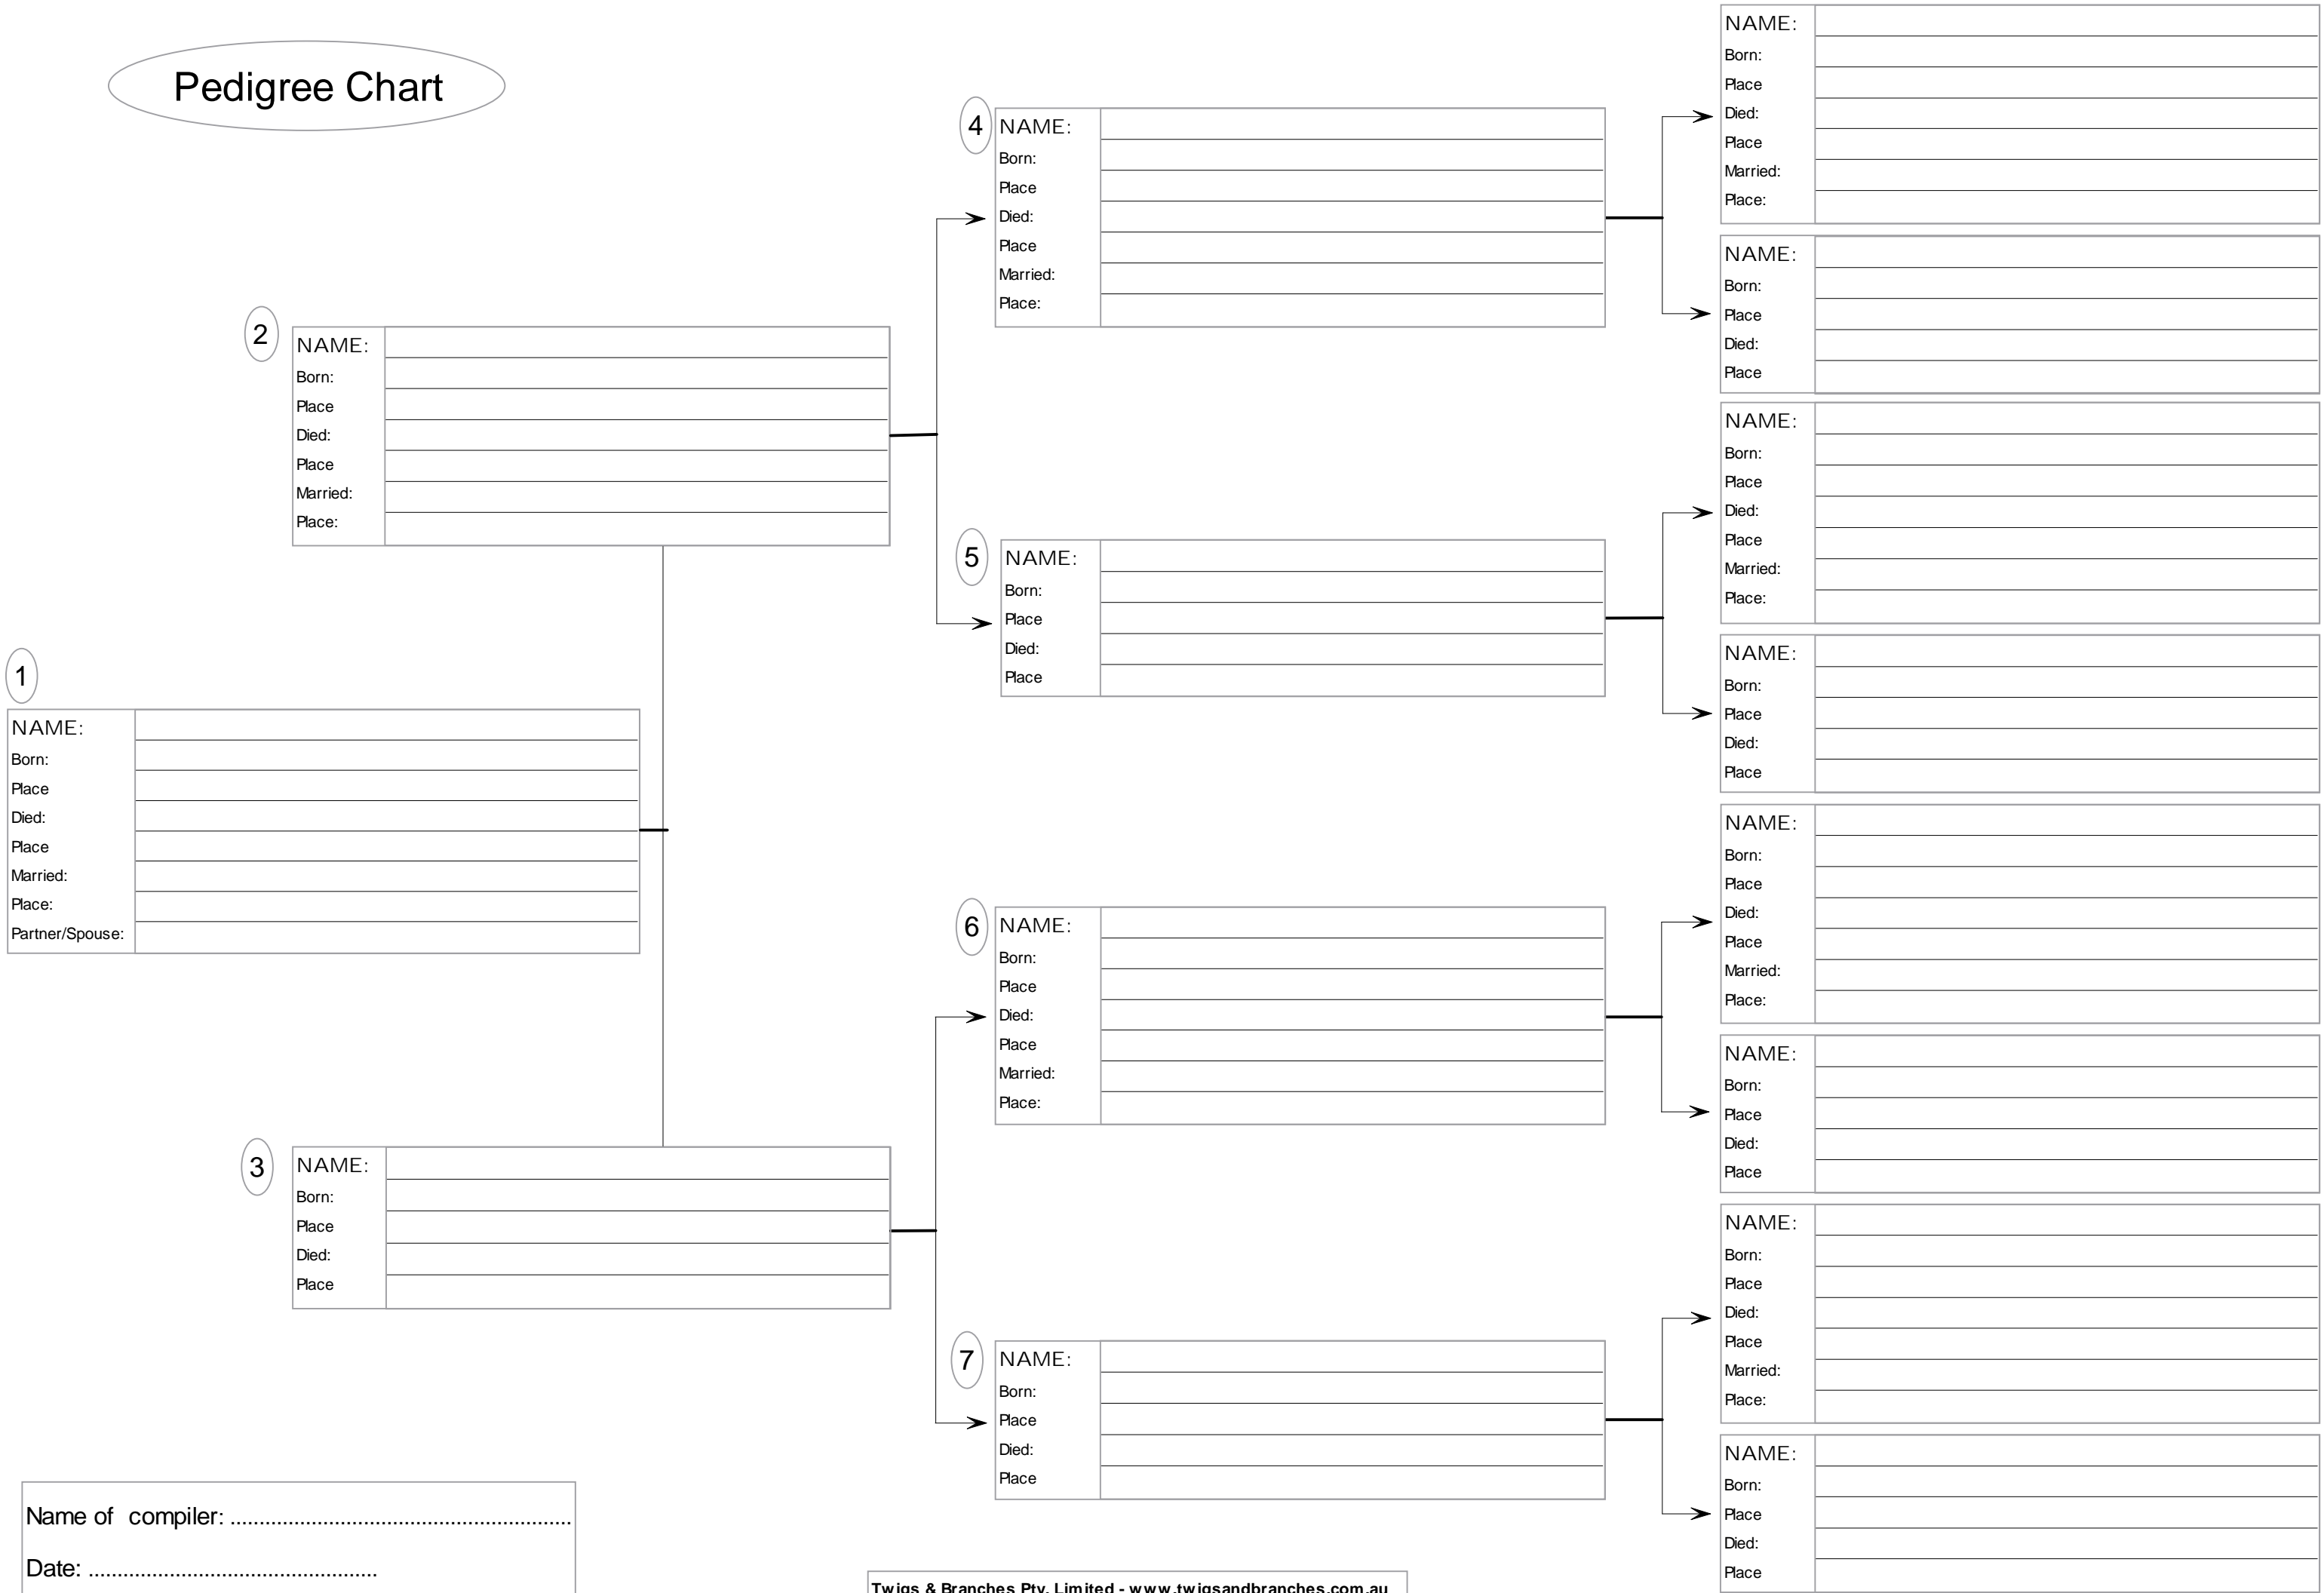 Pedigree Chart
1
NAME:
Born:
Place
Died:
Place
Married:
Place:
Partner/Spouse:
2
NAME:
Born:
Place
Died:
Place
Married:
Place:
3
NAME:
Born:
Place
Died:
Place
4
NAME:
Born:
Place
Died:
Place
Married:
Place:
5
NAME:
Born:
Place
Died:
Place
6
NAME:
Born:
Place
Died:
Place
Married:
Place:
7
NAME:
Born:
Place
Died:
Place
NAME:
Born:
Place
Died:
Place
Married:
Place:
NAME:
Born:
Place
Died:
Place
NAME:
Born:
Place
Died:
Place
Married:
Place:
NAME:
Born:
Place
Died:
Place
NAME:
Born:
Place
Died:
Place
Married:
Place:
NAME:
Born:
Place
Died:
Place
NAME:
Born:
Place
Died:
Place
Married:
Place:
NAME:
Born:
Place
Died:
Place
Name of compiler: ...........................................................
Date: ..................................................
Twigs & Branches Pty. Limited - www.twigsandbranches.com.au